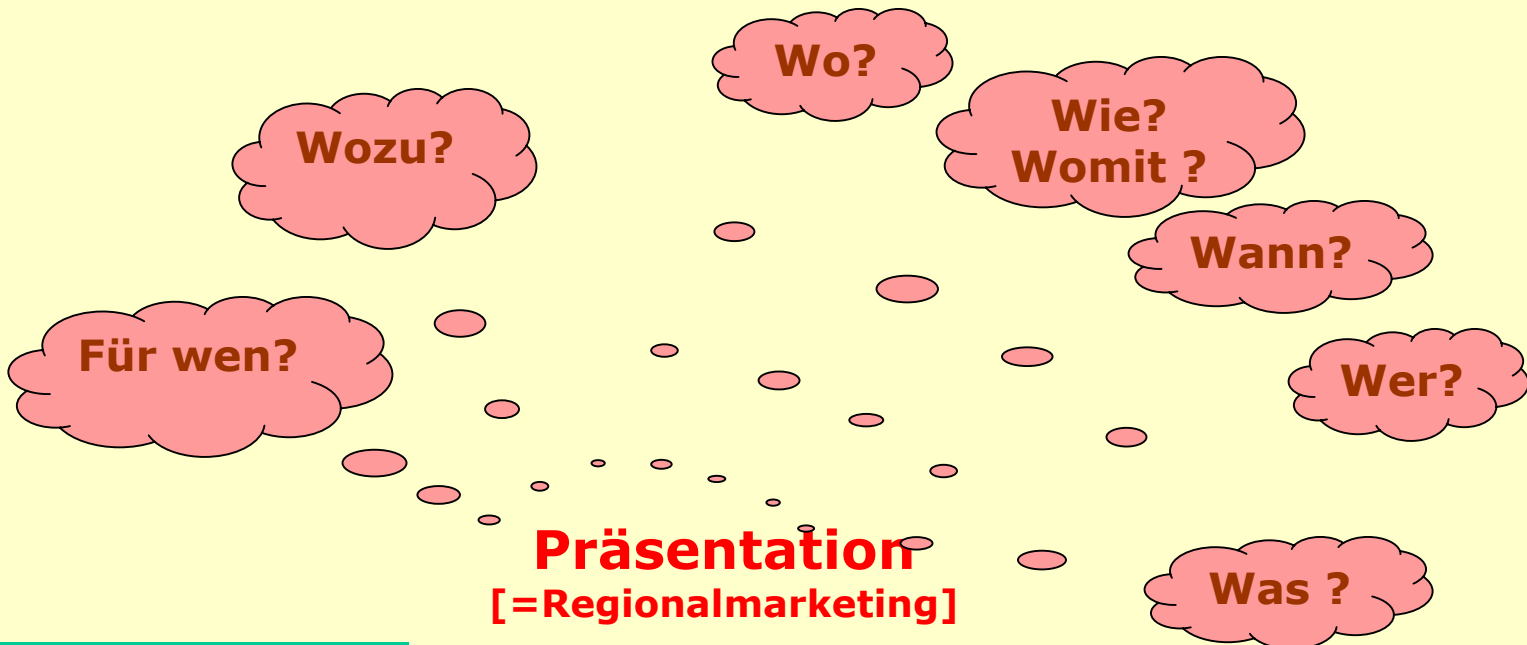 Wo?
Wie?
Womit ?
Wozu?
Wann?
Für wen?
Wer?
Präsentation
[=Regionalmarketing]
Was ?